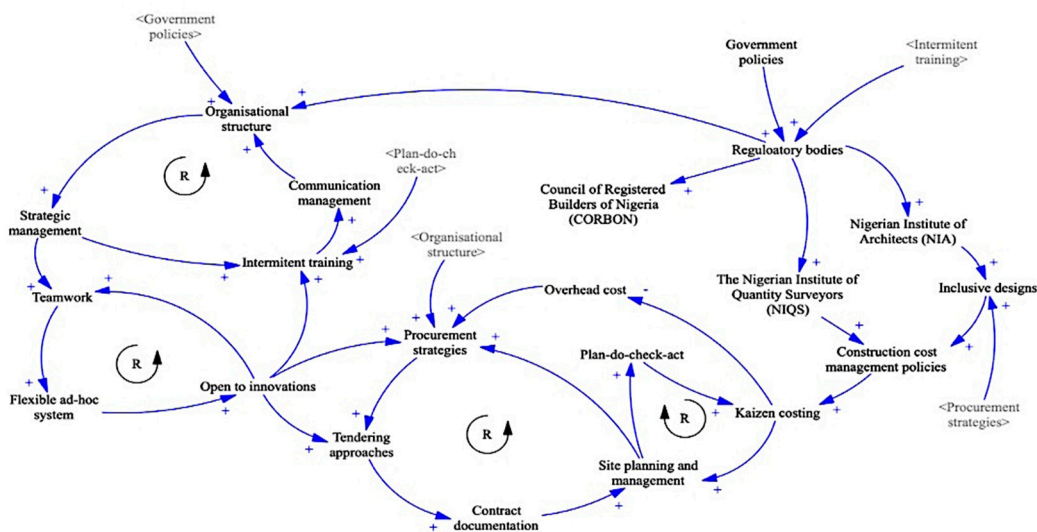 <Government
policies>
Government
policies
<Intermitent
training>
Organisational
structure
Reguloatory bodies
R
<Plan-do-ch
eck-act>
Communication
management
Council of Registered
Builders of Nigeria
(CORBON)
Strategic
management
Nigerian Institute of
Architects (NIA)
<Organisational
structure>
Intermitent training
Teamwork
Overhead cost
The Nigerian Institute of
Quantity Surveyors
(NIQS)
Inclusive designs
Procurement
strategies
Plan-do-check-act
Construction cost
management policies
R
Open to innovations
Flexible ad-hoc
system
Kaizen costing
<Procurement
strategies>
R
R
Tendering
approaches
Site planning and
management
Contract
documentation